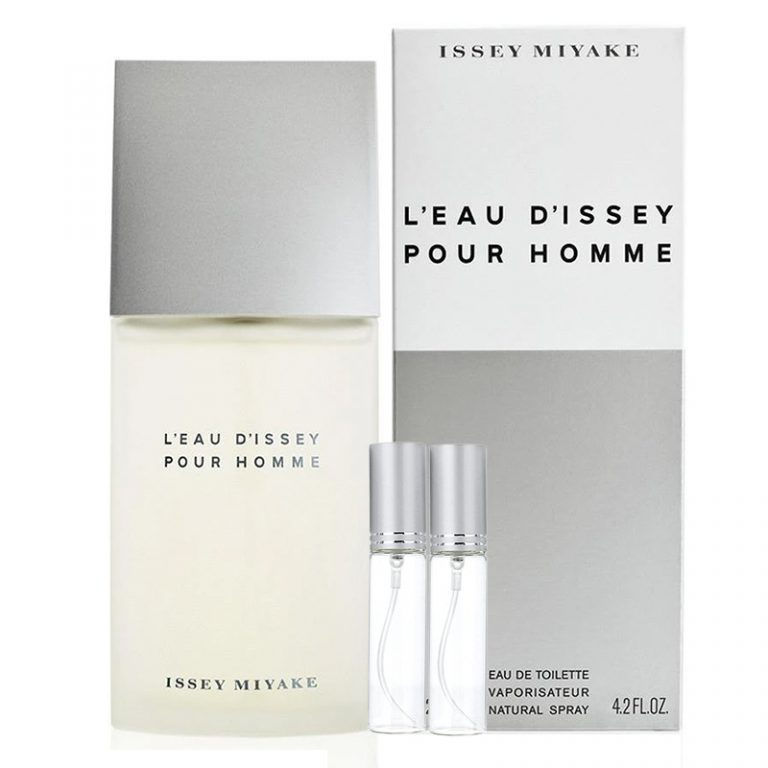 L'EAU D'ISSEY
POUR HOMME
ISSEY MIYAKE
ISSEY MIYAKE
L'EAU D'ISSEY
POUR HOMME
EAU DE TOILETTE
VAPORISATEUR
NATURAL SPRAY 4.2 FL.OZ.